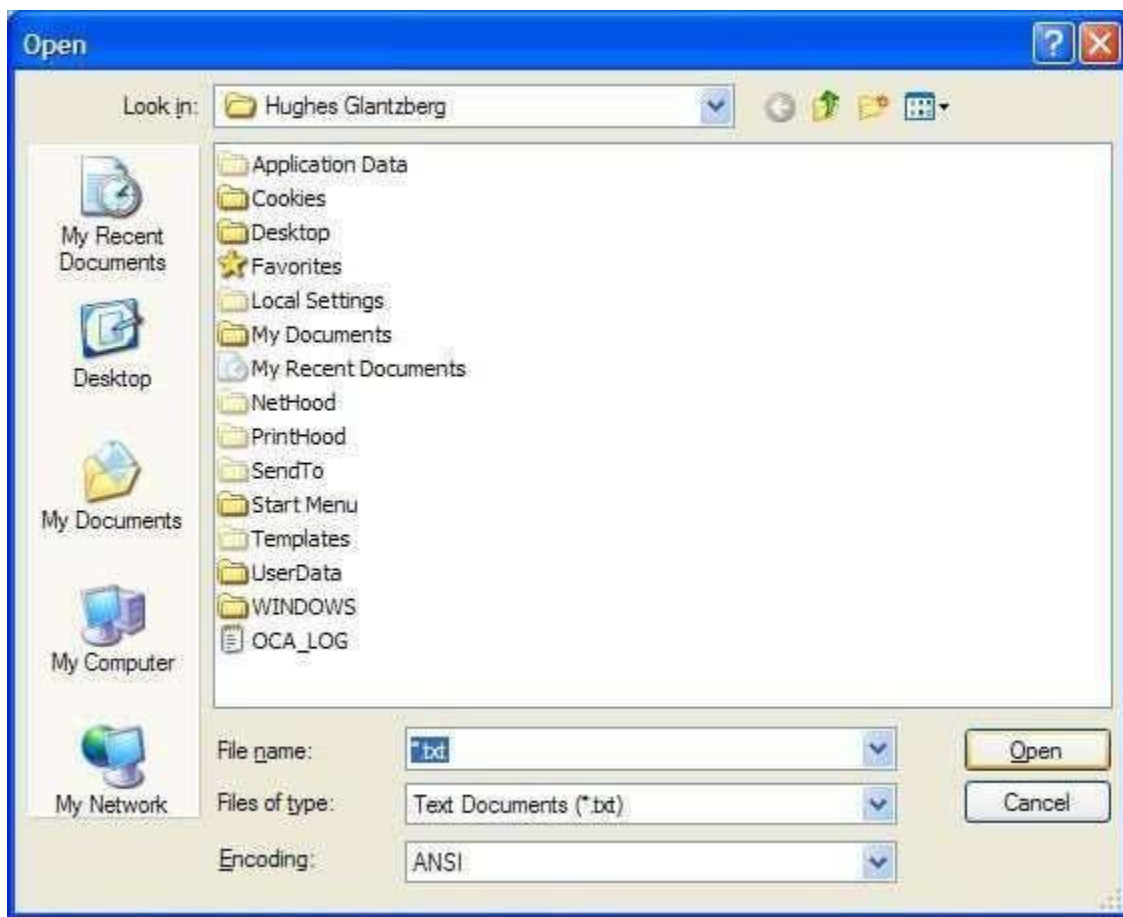 Open
Look in:
Hughes Glantzberg
My Recent
Documents
Desktop
My Documents
My Computer
My Network
Application Data
Cookies
Desktop
Favorites
Local Settings
My Documents
My Recent Documents
NetHood
PrintHood
SendTo
Start Menu
Templates
UserData
WINDOWS
OCA_LOG
File name:
*.txt
Open
Files of type:
Text Documents (*.txt)
Cancel
Encoding:
ANSI